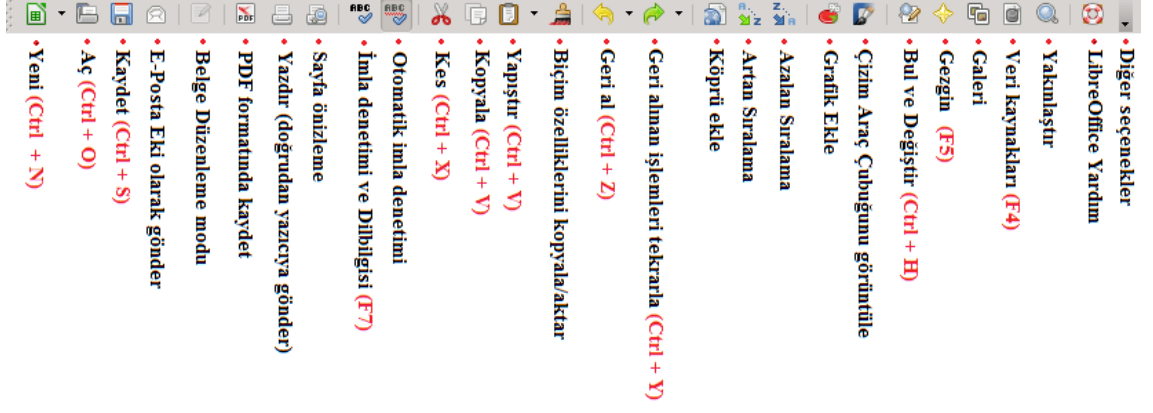 • Yeni (Ctrl + N)
• Aç (Ctrl + O)
• Kaydet (Ctrl + S)
• E-Posta Eki olarak gönder
• Belge Düzenleme modu
• PDF formatında kaydet
• Yazdır (doğrudan yazıcıya gönder)
• Sayfa önizleme
• İmla denetimi ve Dilbilgisi (F7)
• Otomatik imla denetimi
• Kes (Ctrl + X)
• Kopyala (Ctrl + V)
• Yapıştır (Ctrl + V)
• Biçim özelliklerini kopyala/aktar
• Geri al (Ctrl + Z)
• Geri alınan işlemleri tekrarla (Ctrl + Y)
• Köprü ekle
• Artan Sıralama
• Azalan Sıralama
• Grafik Ekle
• Çizim Araç Çubuğunu görüntüle
• Bul ve Değiştir (Ctrl + H)
• Gezgin (F5)
• Galeri
• Veri kaynakları (F4)
• Yakınlaştır
• LibreOffice Yardım
• Diğer seçenekler
PDF
ABC
ABC
A
Z
Z
A